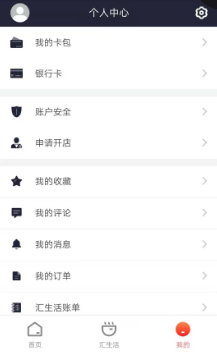 个人中心
我的卡包
银行卡
账户安全
申请开店
我的收藏
我的评论
我的消息
我的订单
汇生活账单
首页
汇生活
我的